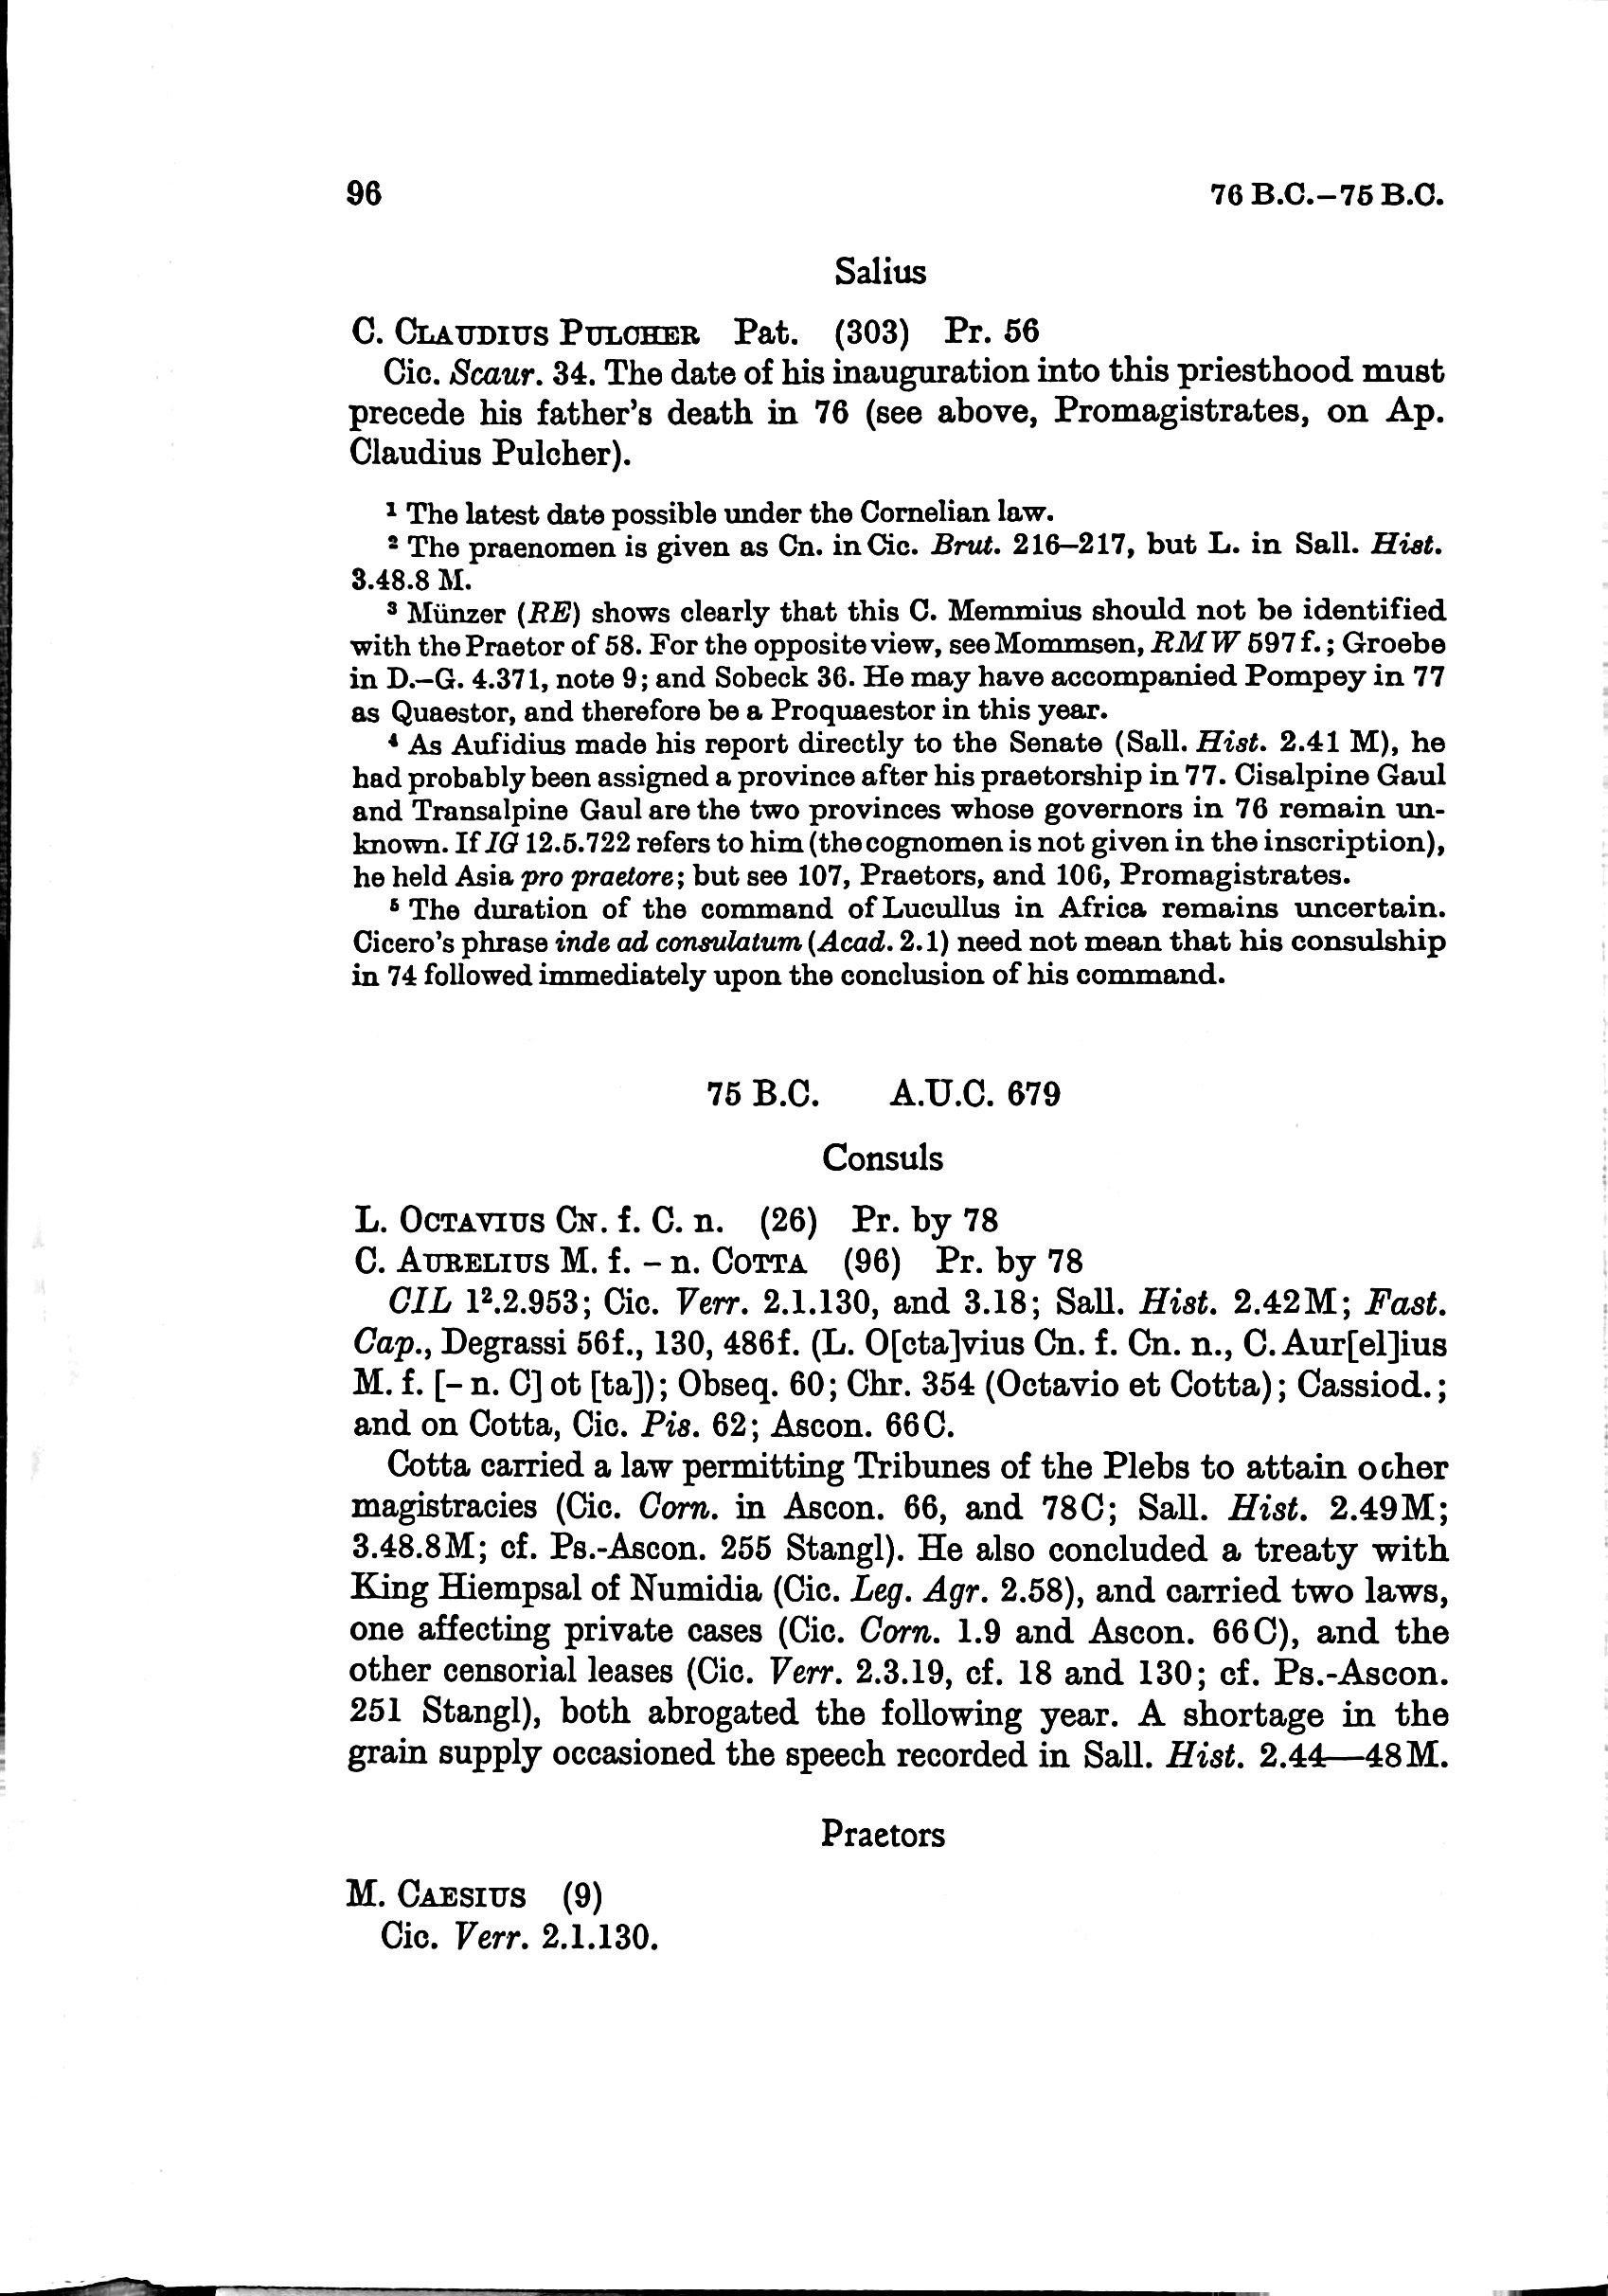 96 76 B.C.–75 B.C.
Salius
C. CLAUDIUS PULCHER Pat. (303) Pr. 56
Cic. Scaur. 34. The date of his inauguration into this priesthood must
precede his father's death in 76 (see above, Promagistrates, on Ap.
Claudius Pulcher).
¹ The latest date possible under the Cornelian law.
² The praenomen is given as Cn. in Cic. Brut. 216–217, but L. in Sall. Hist.
3.48.8 M.
³ Münzer (RE) shows clearly that this C. Memmius should not be identified
with the Praetor of 58. For the opposite view, see Mommsen, RMW 597 f.; Groebe
in D.–G. 4.371, note 9; and Sobeck 36. He may have accompanied Pompey in 77
as Quaestor, and therefore be a Proquaestor in this year.
⁴ As Aufidius made his report directly to the Senate (Sall. Hist. 2.41 M), he
had probably been assigned a province after his praetorship in 77. Cisalpine Gaul
and Transalpine Gaul are the two provinces whose governors in 76 remain un-
known. If IG 12.5.722 refers to him (the cognomen is not given in the inscription),
he held Asia pro praetore; but see 107, Praetors, and 106, Promagistrates.
⁵ The duration of the command of Lucullus in Africa remains uncertain.
Cicero's phrase inde ad consulatum (Acad. 2.1) need not mean that his consulship
in 74 followed immediately upon the conclusion of his command.
75 B.C. A.U.C. 679
Consuls
L. OCTAVIUS CN. f. C. n. (26) Pr. by 78
C. AURELIUS M. f. – n. COTTA (96) Pr. by 78
CIL 1².2.953; Cic. Verr. 2.1.130, and 3.18; Sall. Hist. 2.42M; Fast.
Cap., Degrassi 56f., 130, 486f. (L. O[cta]vius Cn. f. Cn. n., C. Aur[el]ius
M. f. [– n. C] ot [ta]); Obseq. 60; Chr. 354 (Octavio et Cotta); Cassiod.;
and on Cotta, Cic. Pis. 62; Ascon. 66C.
Cotta carried a law permitting Tribunes of the Plebs to attain other
magistracies (Cic. Corn. in Ascon. 66, and 78C; Sall. Hist. 2.49M;
3.48.8M; cf. Ps.-Ascon. 255 Stangl). He also concluded a treaty with
King Hiempsal of Numidia (Cic. Leg. Agr. 2.58), and carried two laws,
one affecting private cases (Cic. Corn. 1.9 and Ascon. 66C), and the
other censorial leases (Cic. Verr. 2.3.19, cf. 18 and 130; cf. Ps.-Ascon.
251 Stangl), both abrogated the following year. A shortage in the
grain supply occasioned the speech recorded in Sall. Hist. 2.44—48M.
Praetors
M. CAESIUS (9)
Cic. Verr. 2.1.130.